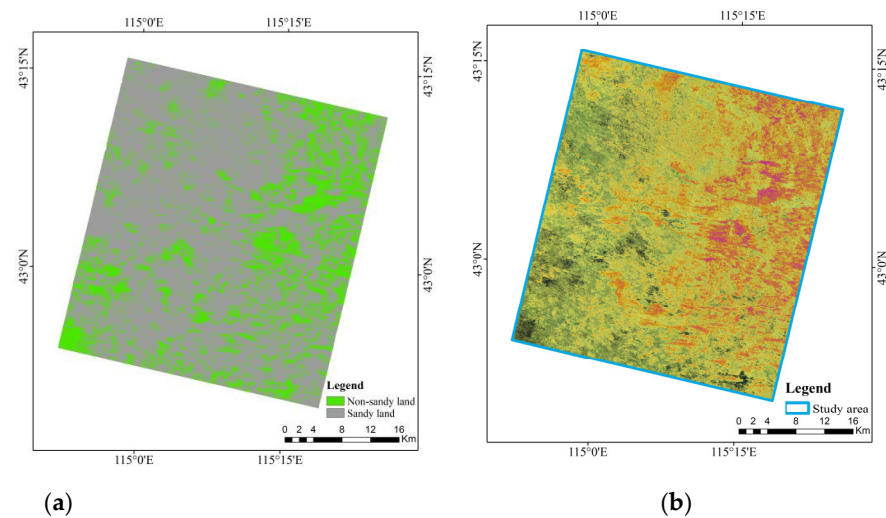 115°0'E 115°15'E
43°15'N 43°15'N
43°0'N 43°0'N
Legend
Non-sandy land
Sandy land
0 2 4 8 12 16
Km
115°0'E 115°15'E
(a)
115°0'E 115°15'E
43°15'N 43°15'N
43°0'N 43°0'N
Legend
Study area
0 2 4 8 12 16
Km
115°0'E 115°15'E
(b)